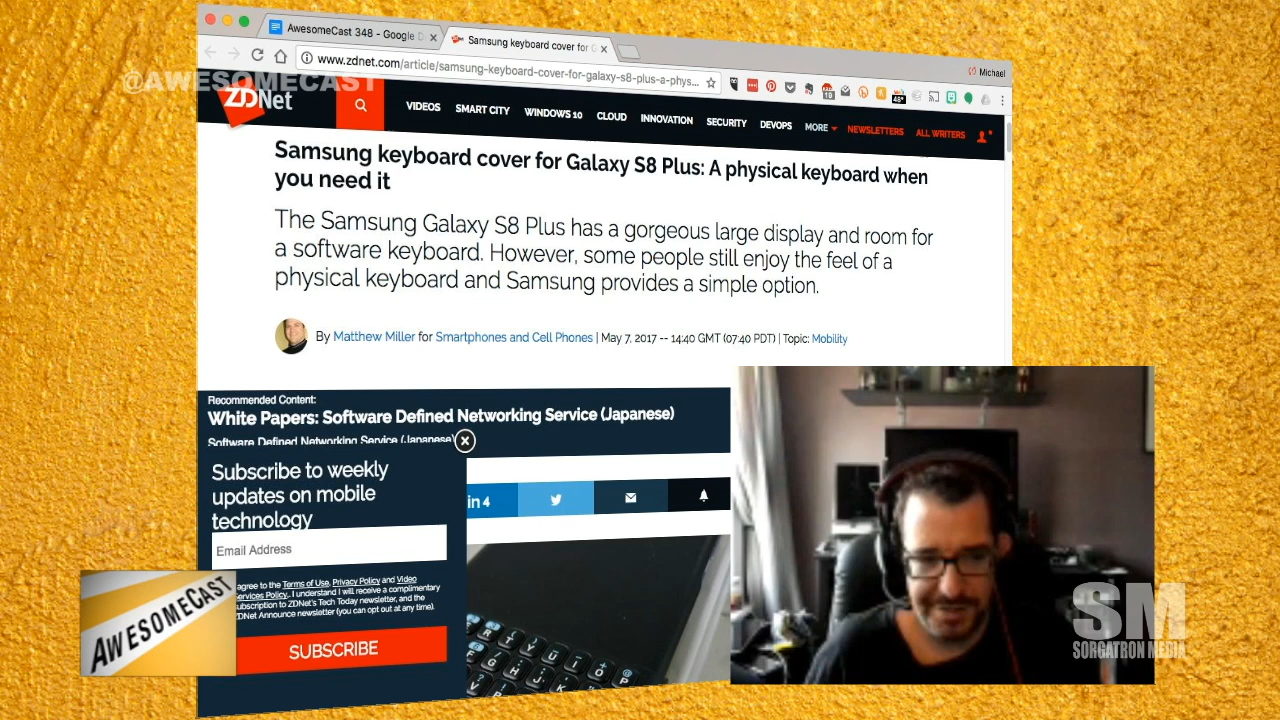 AwesomeCast 348 - Google D
Samsung keyboard cover for G
Michael
www.zdnet.com/article/samsung-keyboard-cover-for-galaxy-s8-plus-a-phys...
@AWESOMECAST
ZDNet
VIDEOS SMART CITY WINDOWS 10 CLOUD INNOVATION SECURITY DEVOPS MORE NEWSLETTERS ALL WRITERS
Samsung keyboard cover for Galaxy S8 Plus: A physical keyboard when
you need it
The Samsung Galaxy S8 Plus has a gorgeous large display and room for
a software keyboard. However, some people still enjoy the feel of a
physical keyboard and Samsung provides a simple option.
By Matthew Miller for Smartphones and Cell Phones | May 7, 2017 -- 14:40 GMT (07:40 PDT) | Topic: Mobility
Recommended Content:
White Papers: Software Defined Networking Service (Japanese)
Software Defined Networking Service (Japanese)
Subscribe to weekly
updates on mobile
technology
in 4
Email Address
agree to the Terms of Use, Privacy Policy and Video
ervices Policy. I understand I will receive a complimentary
ubscription to ZDNet's Tech Today newsletter, and the
ZDNet Announce newsletter (you can opt out at any time).
SUBSCRIBE
AWESOMECAST
SM
SORGATRON MEDIA